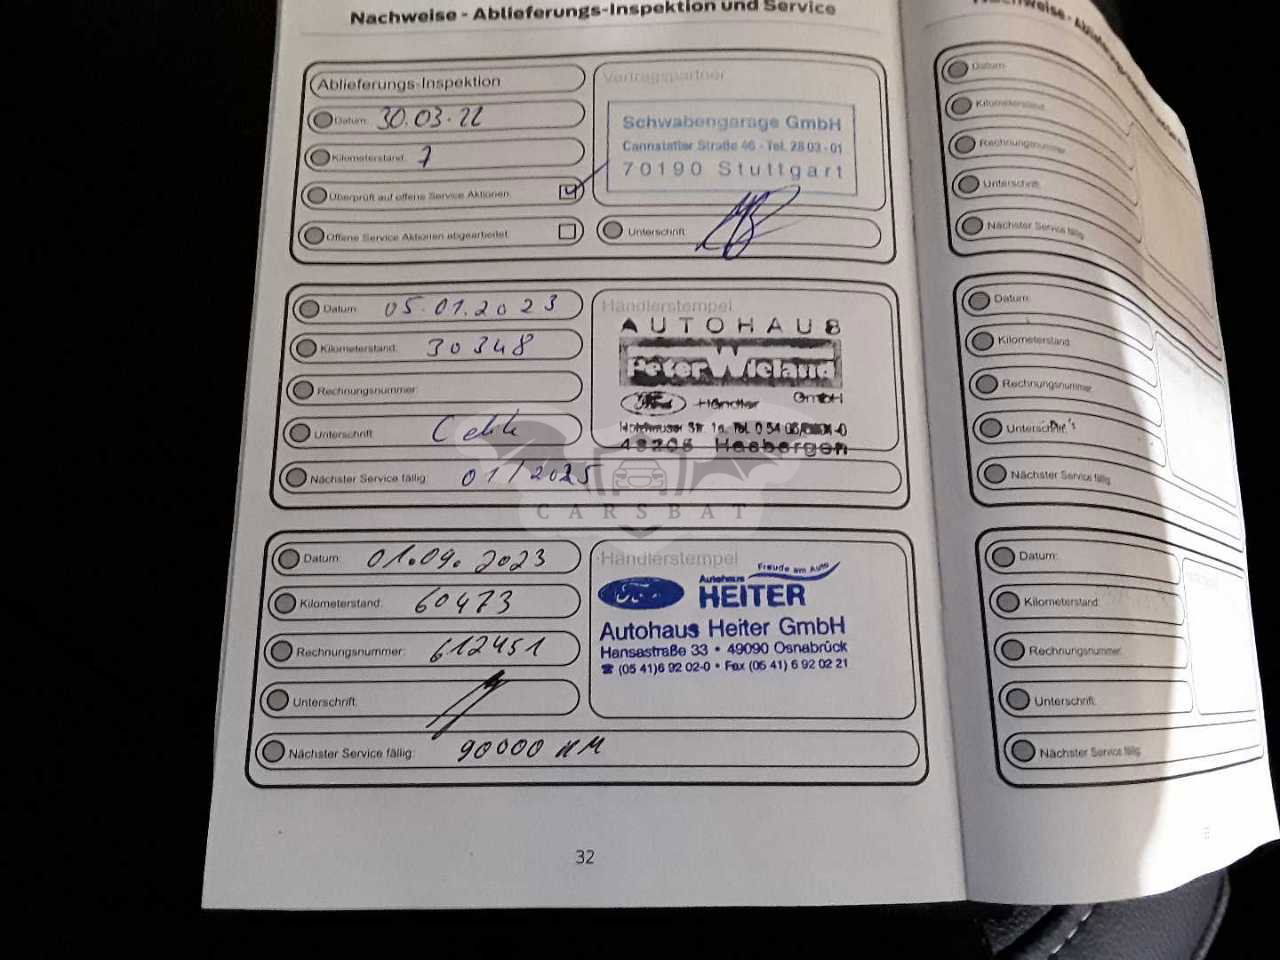 Nachweise - Ablieferungs-Inspektion und Service
Ablieferungs-Inspektion
Datum: 30.03.22
Kilometerstand: 7
Überprüft auf offene Service Aktionen:
Offene Service Aktionen abgearbeitet:
Vertragspartner
Schwabengarage GmbH
Cannstatter Straße 46 - Tel. 28 03 - 01
70190 Stuttgart
Unterschrift:
Datum: 05.01.2023
Kilometerstand: 30348
Rechnungsnummer:
Unterschrift:
Nächster Service fällig: 01/2025
Händlerstempel
AUTOHAUS
Peter Wieland
GmbH
Ford Händler
Hasbergen
CARSBAT
Datum: 01.09.2023
Kilometerstand: 60473
Rechnungsnummer: 612451
Unterschrift:
Nächster Service fällig: 90000 KM
Händlerstempel
Ford
Autohaus Freude am Auto
HEITER
Autohaus Heiter GmbH
Hansastraße 33 • 49090 Osnabrück
☎ (05 41) 6 92 02-0 • Fax (05 41) 6 92 02 21
32
Datum:
Kilometerstand:
Rechnungsnummer:
Unterschrift:
Nächster Service fällig:
Datum:
Kilometerstand:
Rechnungsnummer:
Unterschrift:
Nächster Service fällig:
Datum:
Kilometerstand:
Rechnungsnummer:
Unterschrift:
Nächster Service fällig: